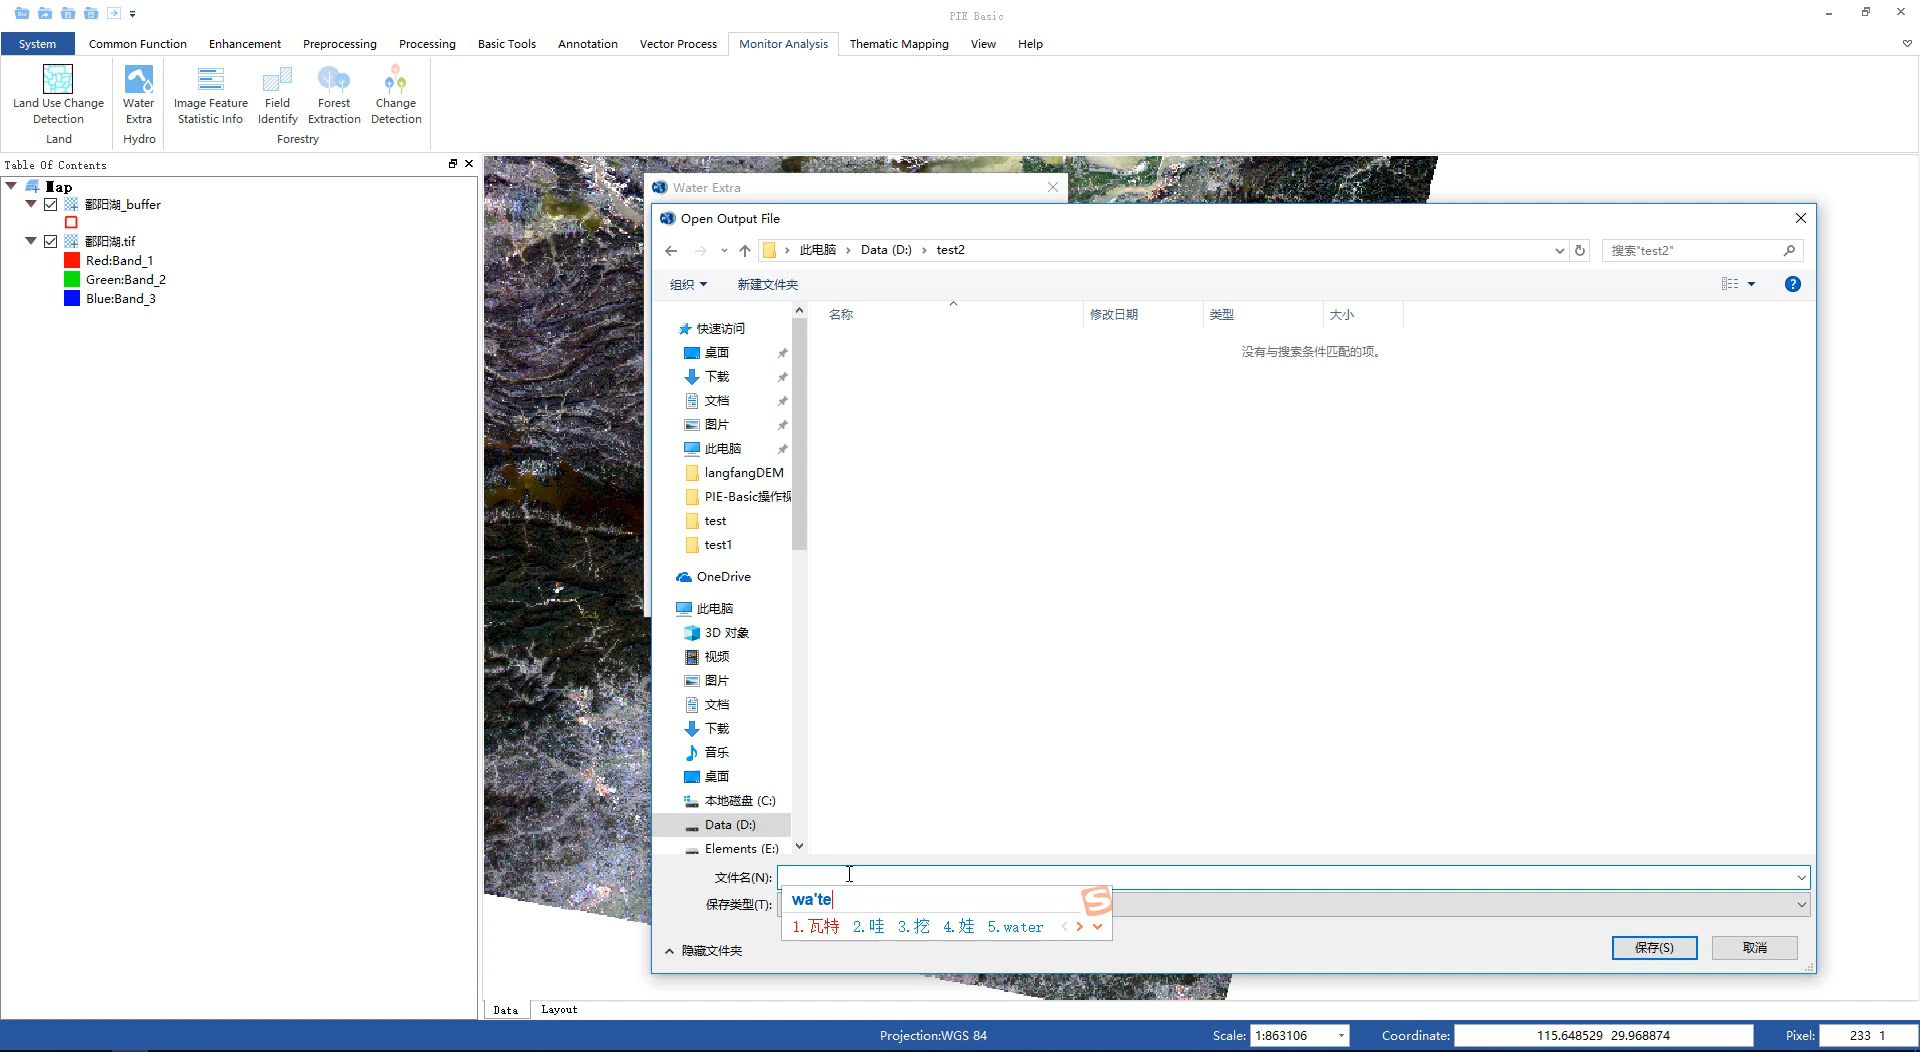 PIE Basic
System Common Function Enhancement Preprocessing Processing Basic Tools Annotation Vector Process Monitor Analysis Thematic Mapping View Help
Land Use Change Detection
Water Extra
Image Feature Statistic Info
Field Identify
Forest Extraction
Change Detection
Land Hydro Forestry
Table Of Contents
Map
鄱阳湖_buffer
鄱阳湖.tif
Red:Band_1
Green:Band_2
Blue:Band_3
Water Extra
Open Output File
此电脑 › Data (D:) › test2
搜索"test2"
组织 新建文件夹
名称 修改日期 类型 大小
没有与搜索条件匹配的项。
快速访问
桌面
下载
文档
图片
此电脑
langfangDEM
PIE-Basic操作视
test
test1
OneDrive
此电脑
3D 对象
视频
图片
文档
下载
音乐
桌面
本地磁盘 (C:)
Data (D:)
Elements (E:)
文件名(N):
wa'te
保存类型(T):
1.瓦特 2.哇 3.挖 4.娃 5.water
隐藏文件夹
保存(S) 取消
Data Layout
Projection:WGS 84 Scale: 1:863106 Coordinate: 115.648529 29.968874 Pixel: 233 1